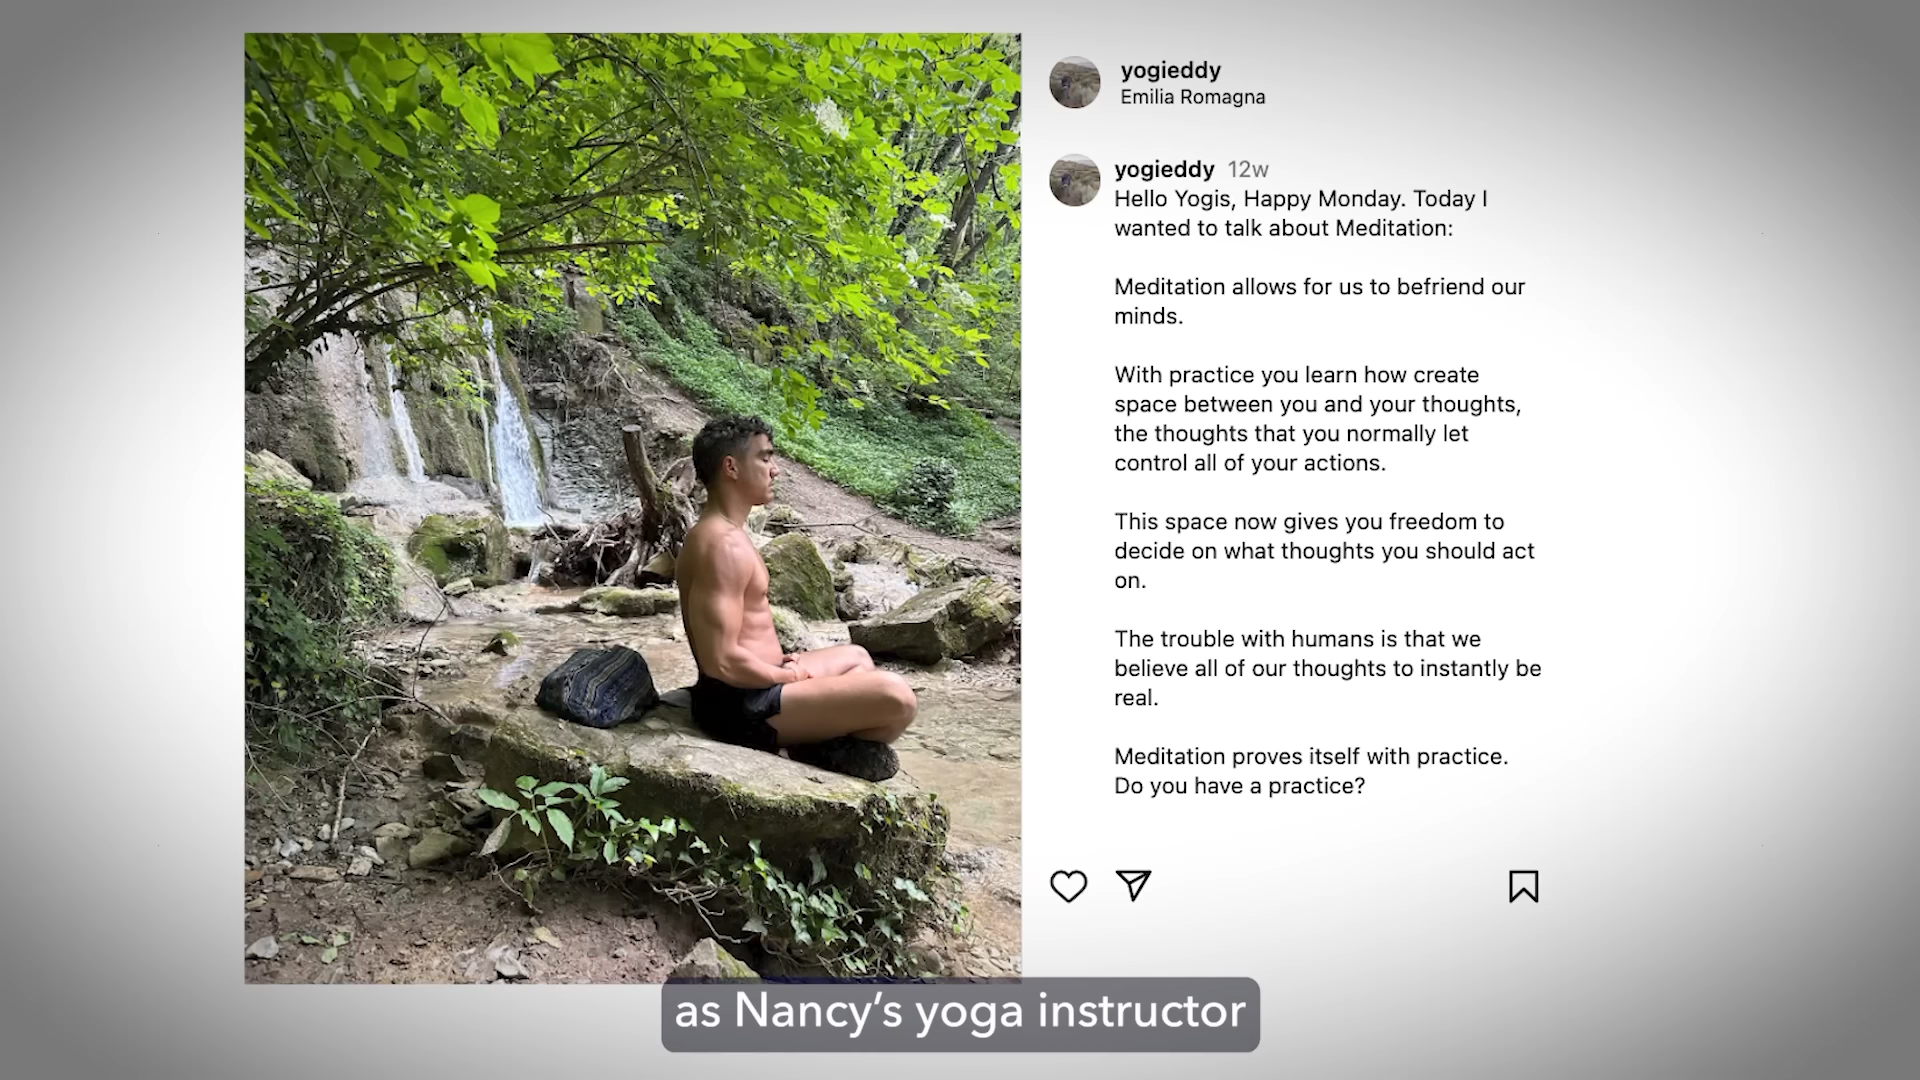 yogieddy
Emilia Romagna
yogieddy 12w
Hello Yogis, Happy Monday. Today I
wanted to talk about Meditation:
Meditation allows for us to befriend our
minds.
With practice you learn how create
space between you and your thoughts,
the thoughts that you normally let
control all of your actions.
This space now gives you freedom to
decide on what thoughts you should act
on.
The trouble with humans is that we
believe all of our thoughts to instantly be
real.
Meditation proves itself with practice.
Do you have a practice?
as Nancy’s yoga instructor